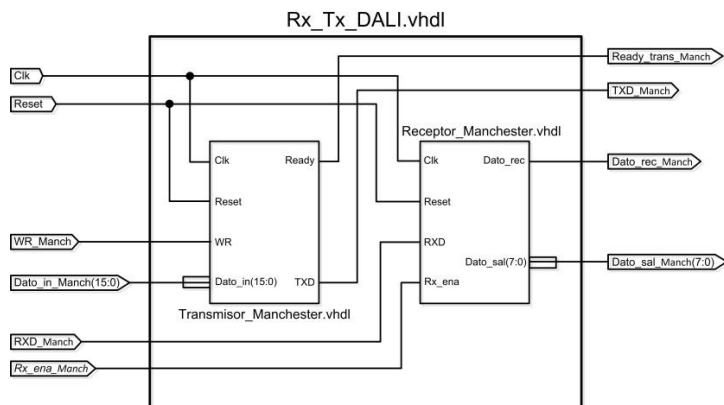 Rx_Tx_DALI.vhdl
Clk
Reset
WR_Manch
Dato_in_Manch(15:0)
RXD_Manch
Rx_ena_Manch
Clk
Ready
Reset
WR
Dato_in(15:0)
TXD
Transmisor_Manchester.vhdl
Receptor_Manchester.vhdl
Clk
Dato_rec
Reset
RXD
Dato_sal(7:0)
Rx_ena
Ready_trans_Manch
TXD_Manch
Dato_rec_Manch
Dato_sal_Manch(7:0)